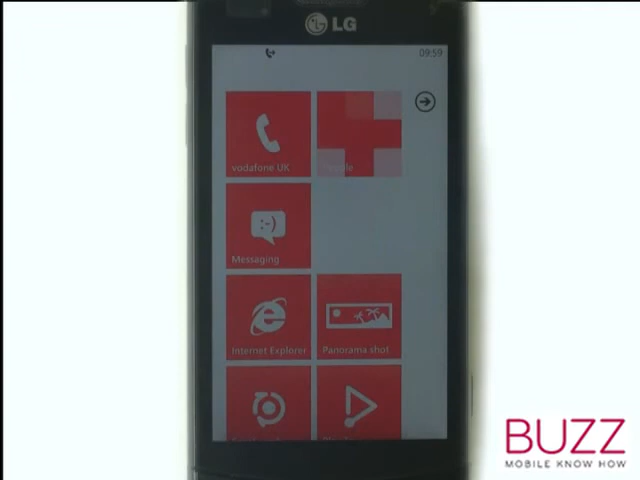 LG
09:59
vodafone UK
Messaging
Internet Explorer
Panorama shot
BUZZ
MOBILE KNOW HOW